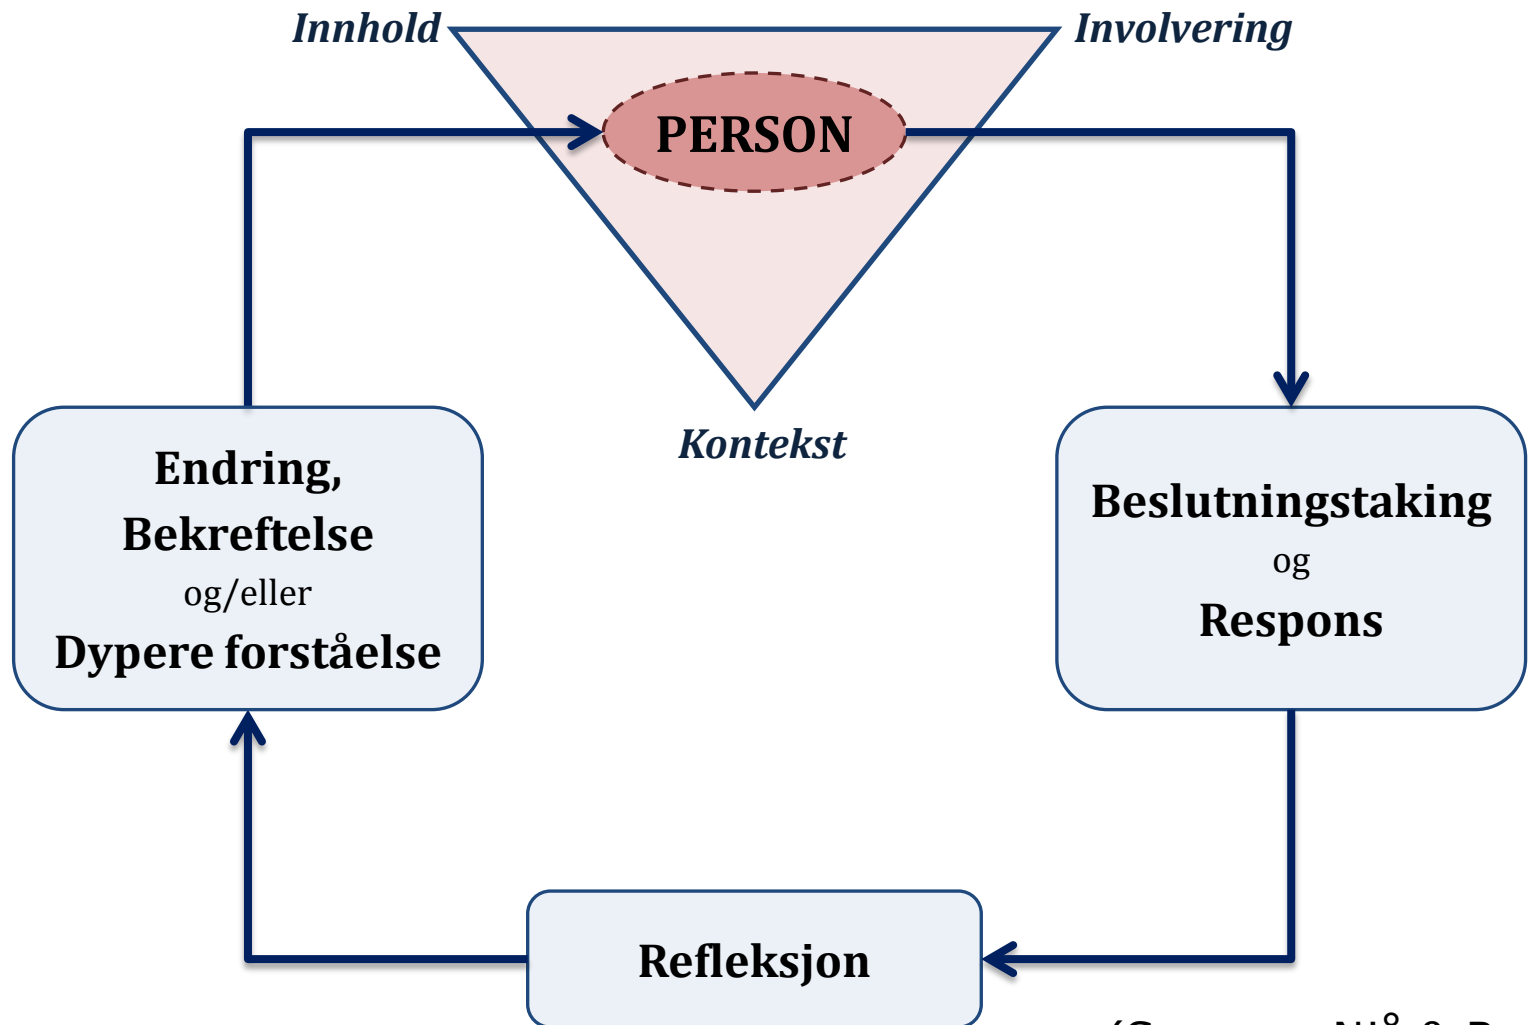 Innhold
Involvering
PERSON
Kontekst
Endring,
Bekreftelse
og/eller
Dypere forståelse
Beslutningstaking
og
Respons
Refleksjon